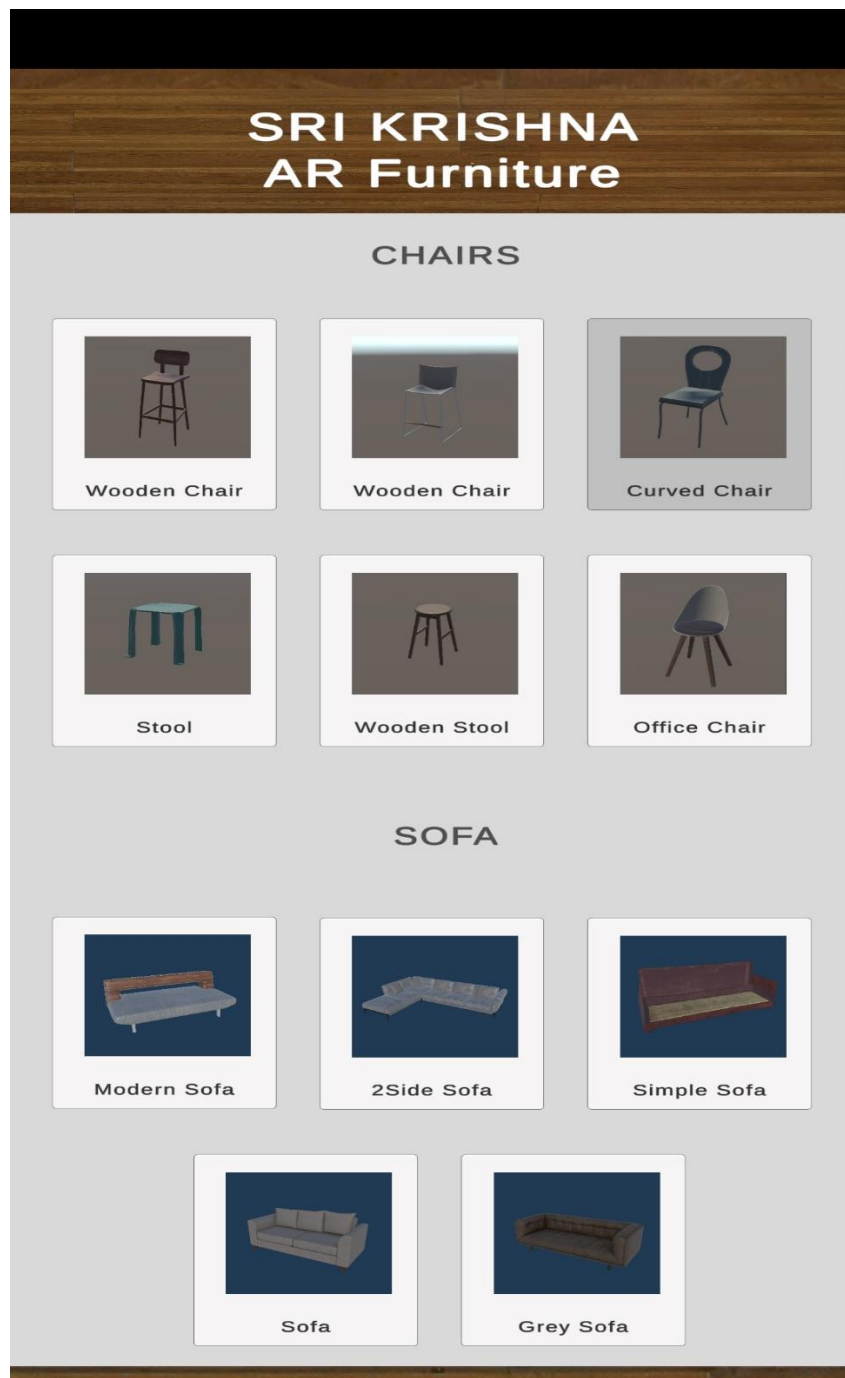 SRI KRISHNA
AR Furniture
CHAIRS
Wooden Chair
Wooden Chair
Curved Chair
Stool
Wooden Stool
Office Chair
SOFA
Modern Sofa
2Side Sofa
Simple Sofa
Sofa
Grey Sofa